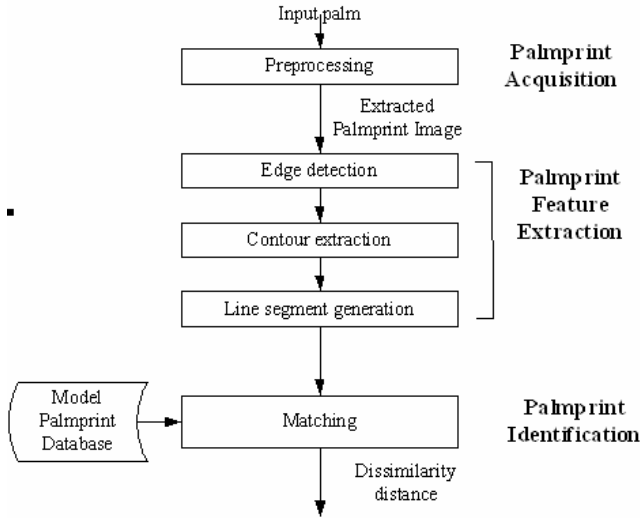 Input palm
Preprocessing
Palmprint
Acquisition
Extracted
Palmprint Image
Edge detection
Palmprint
Feature
Extraction
Contour extraction
Line segment generation
Model
Palmprint
Database
Matching
Palmprint
Identification
Dissimilarity
distance